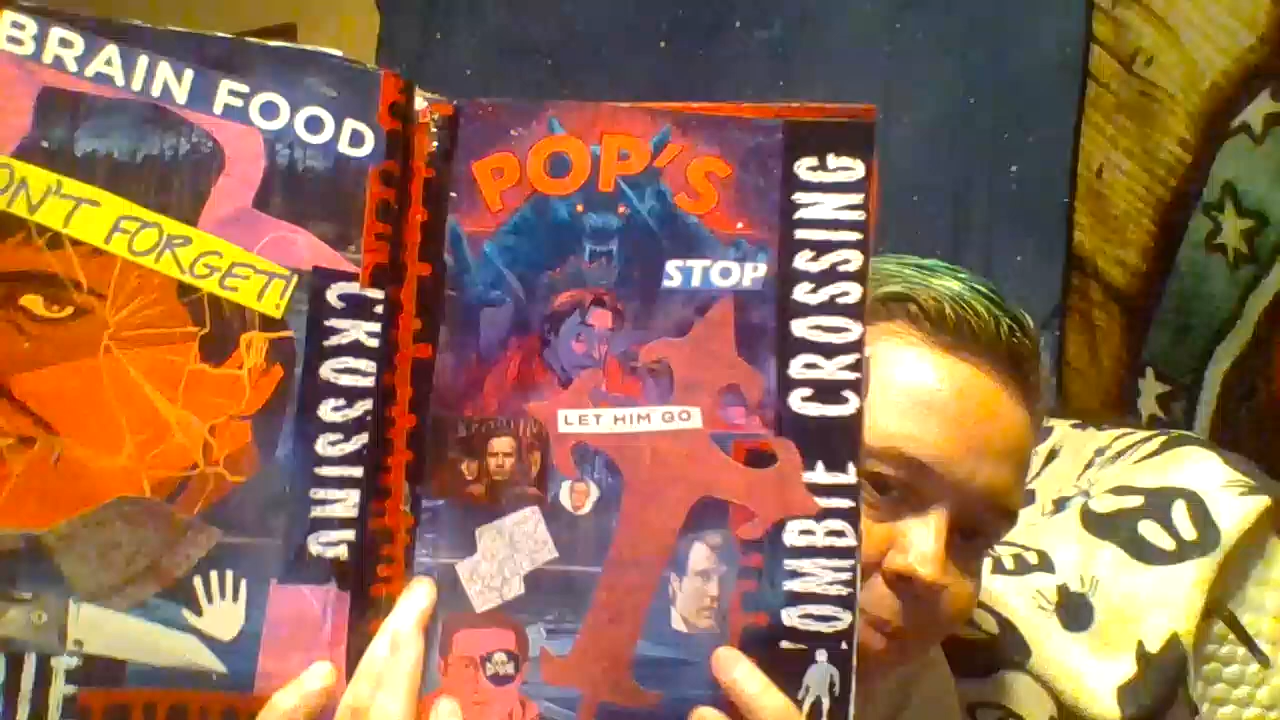 BRAIN FOOD
ON'T FORGET!
CROSSING
POP'S
STOP
LET HIM GO
OMBIE CROSSING